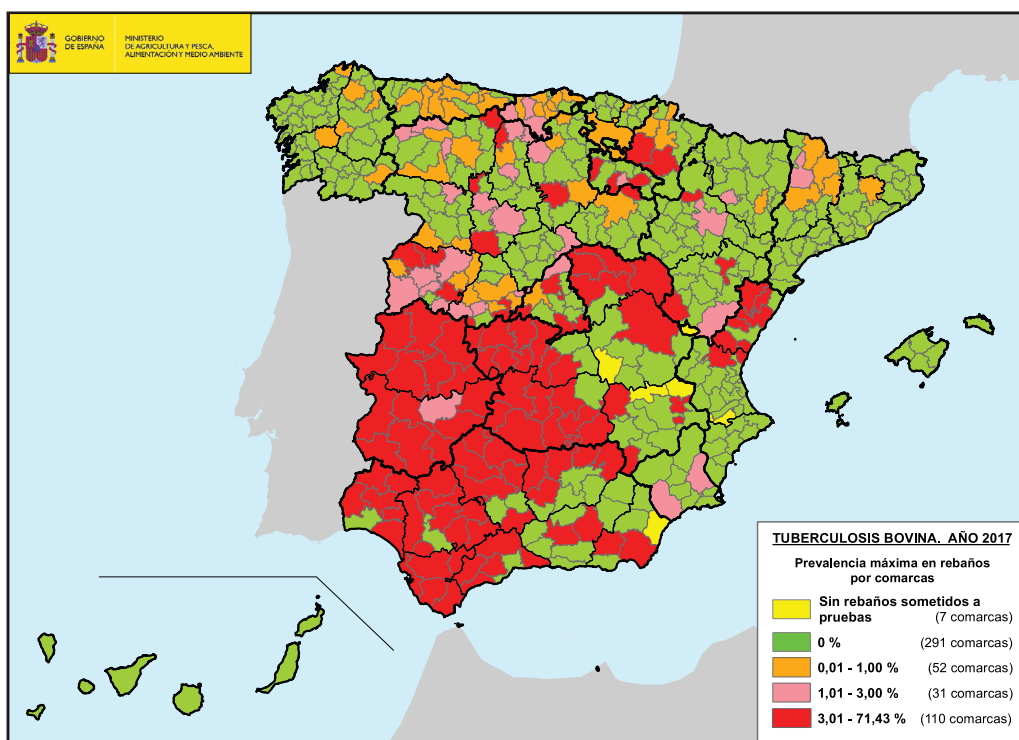 GOBIERNO
DE ESPAÑA
MINISTERIO
DE AGRICULTURA Y PESCA,
ALIMENTACIÓN Y MEDIO AMBIENTE
TUBERCULOSIS BOVINA. AÑO 2017
Prevalencia máxima en rebaños
por comarcas
Sin rebaños sometidos a
pruebas (7 comarcas)
0 % (291 comarcas)
0,01 - 1,00 % (52 comarcas)
1,01 - 3,00 % (31 comarcas)
3,01 - 71,43 % (110 comarcas)